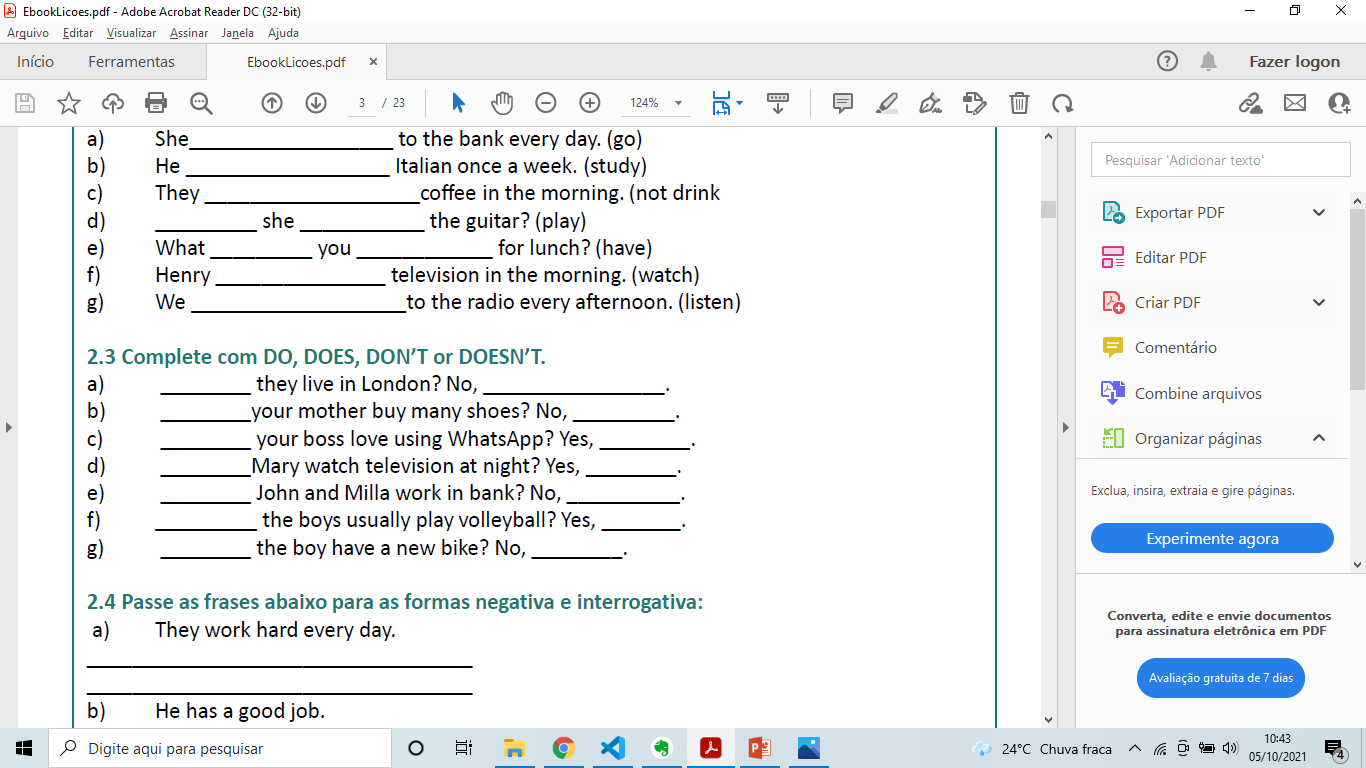 EbookLicoes.pdf - Adobe Acrobat Reader DC (32-bit)
Arquivo Editar Visualizar Assinar Janela Ajuda
Início Ferramentas EbookLicoes.pdf × Fazer logon
3 / 23 124%
a) She__________________ to the bank every day. (go)
b) He __________________ Italian once a week. (study)
c) They ___________________coffee in the morning. (not drink
d) _________ she ___________ the guitar? (play)
e) What _________ you ____________ for lunch? (have)
f) Henry _______________ television in the morning. (watch)
g) We ___________________to the radio every afternoon. (listen)
2.3 Complete com DO, DOES, DON’T or DOESN’T.
a) ________ they live in London? No, ________________.
b) ________your mother buy many shoes? No, _________.
c) ________ your boss love using WhatsApp? Yes, ________.
d) ________Mary watch television at night? Yes, ________.
e) ________ John and Milla work in bank? No, __________.
f) _________ the boys usually play volleyball? Yes, _______.
g) ________ the boy have a new bike? No, ________.
2.4 Passe as frases abaixo para as formas negativa e interrogativa:
a) They work hard every day.
__________________________________
__________________________________
b) He has a good job.
Pesquisar 'Adicionar texto'
Exportar PDF
Editar PDF
Criar PDF
Comentário
Combine arquivos
Organizar páginas
Exclua, insira, extraia e gire páginas.
Experimente agora
Converta, edite e envie documentos
para assinatura eletrônica em PDF
Avaliação gratuita de 7 dias
Digite aqui para pesquisar
24°C Chuva fraca
10:43
05/10/2021
4